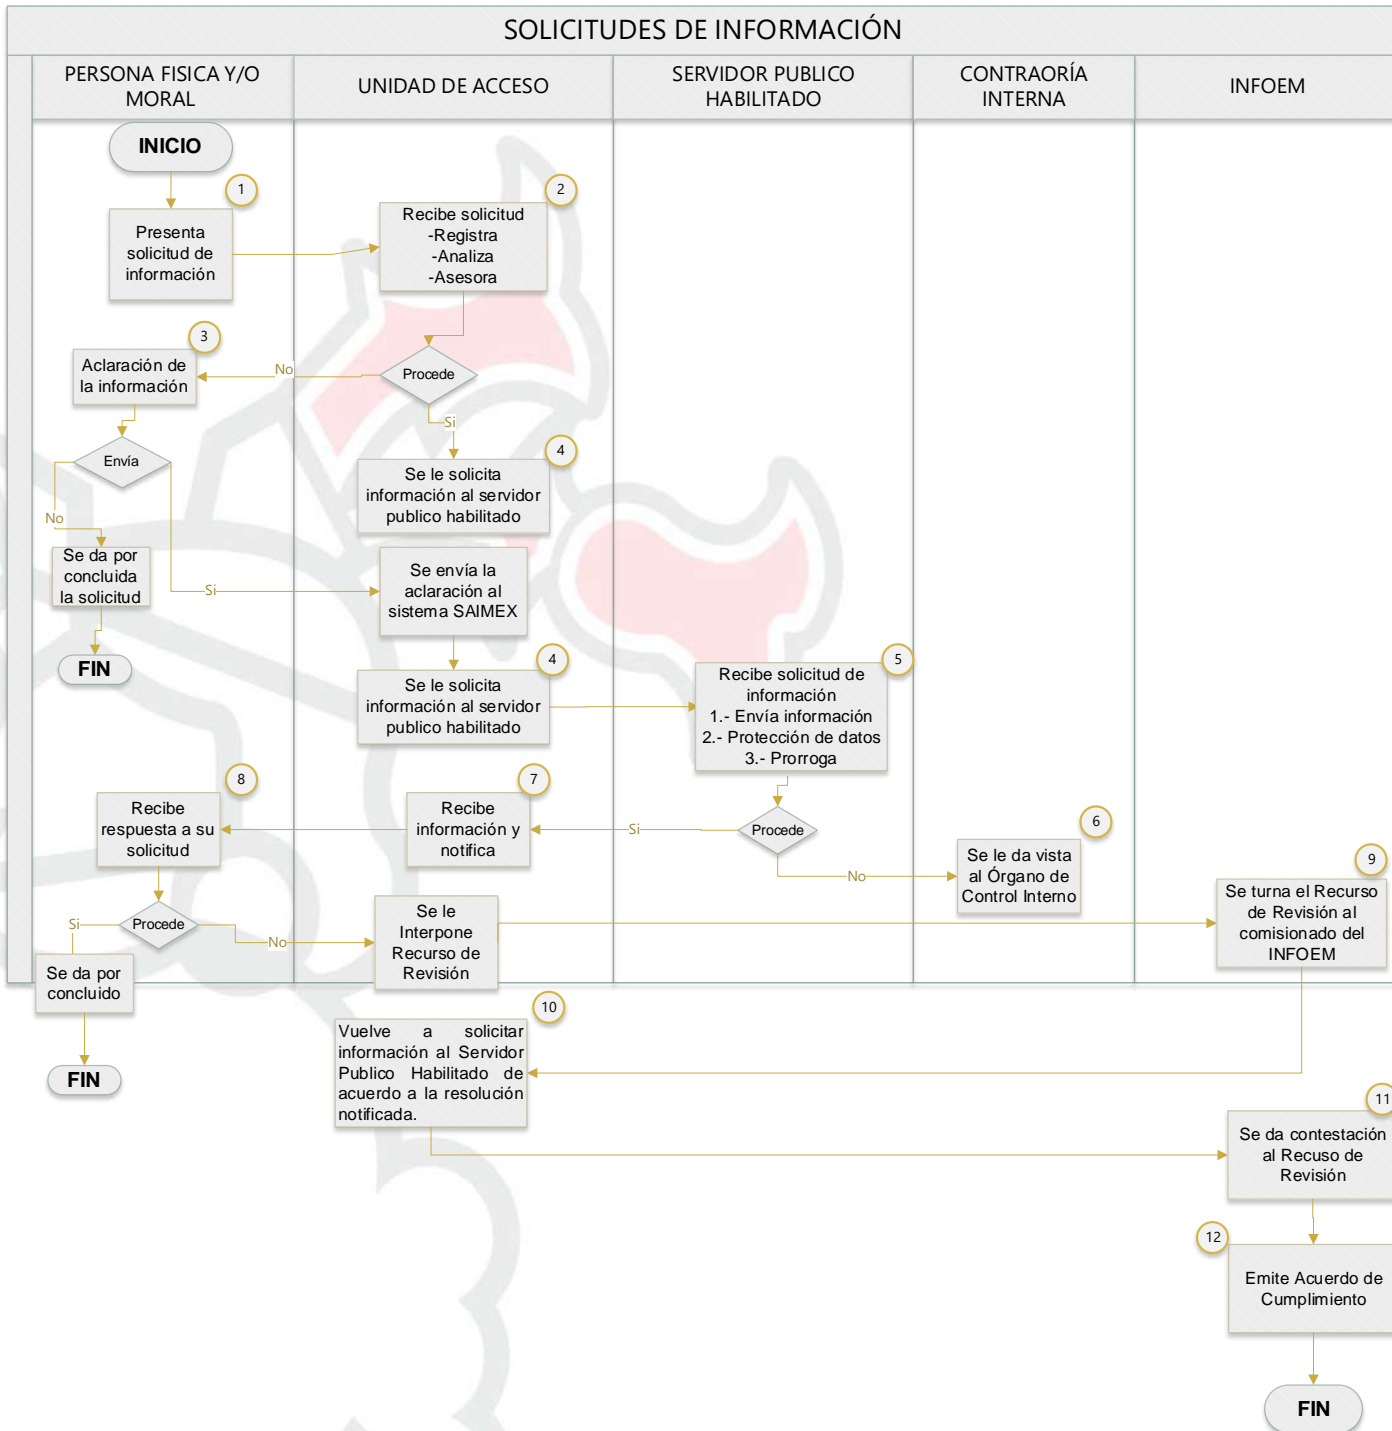 SOLICITUDES DE INFORMACIÓN
PERSONA FISICA Y/O
MORAL
UNIDAD DE ACCESO
SERVIDOR PUBLICO
HABILITADO
CONTRAORÍA
INTERNA
INFOEM
INICIO
1
Presenta
solicitud de
información
2
Recibe solicitud
-Registra
-Analiza
-Asesora
3
Aclaración de
la información
No
Procede
Si
Envía
4
Se le solicita
información al servidor
publico habilitado
No
Se da por
concluida
la solicitud
Si
Se envía la
aclaración al
sistema SAIMEX
FIN
4
Se le solicita
información al servidor
publico habilitado
5
Recibe solicitud de
información
1.- Envía información
2.- Protección de datos
3.- Prorroga
8
Recibe
respuesta a su
solicitud
7
Recibe
información y
notifica
Si
Procede
No
6
Se le da vista
al Órgano de
Control Interno
9
Se turna el Recurso
de Revisión al
comisionado del
INFOEM
Si
Procede
No
Se le
Interpone
Recurso de
Revisión
Se da por
concluido
FIN
10
Vuelve a solicitar
información al Servidor
Publico Habilitado de
acuerdo a la resolución
notificada.
11
Se da contestación
al Recuso de
Revisión
12
Emite Acuerdo de
Cumplimiento
FIN